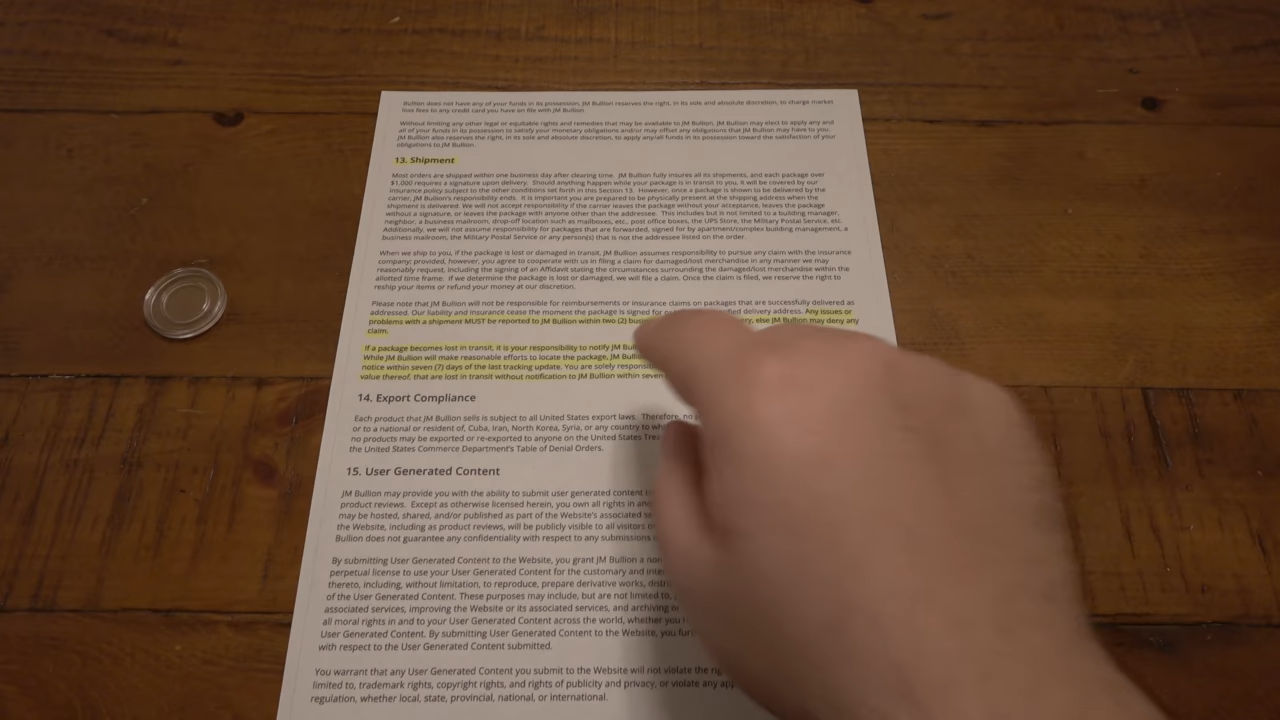 Bullion does not have any of your funds in its possession, JM Bullion reserves the right, in its sole and absolute discretion, to charge market
loss fees to any credit card you have on file with JM Bullion
Without limiting any other legal or equitable rights and remedies that may be available to JM Bullion, JM Bullion may elect to apply any and
all of your funds in its possession to satisfy your monetary obligations and/or may offset any obligations that JM Bullion may have to you.
JM Bullion also reserves the right, in its sole and absolute discretion, to apply any/all funds in its possession toward the satisfaction of your
obligations to JM Bullion.
13. Shipment
Most orders are shipped within one business day after clearing time. JM Bullion fully insures all its shipments, and each package over
$1,000 requires a signature upon delivery. Should anything happen while your package is in transit to you, it will be covered by our
insurance policy subject to the other conditions set forth in this Section 13. However, once a package is shown to be delivered by the
carrier, JM Bullion's responsibility ends. It is important you are prepared to be physically present at the shipping address when the
shipment is delivered. We will not accept responsibility if the carrier leaves the package without your acceptance, leaves the package
without a signature, or leaves the package with anyone other than the addressee. This includes but is not limited to a building manager,
neighbor, a business mailroom, drop-off location such as mailboxes, etc., post office boxes, the UPS Store, the Military Postal Service, etc.
Additionally, we will not assume responsibility for packages that are forwarded, signed for by apartment/complex building management, a
business mailroom, the Military Postal Service or any person(s) that is not the addressee listed on the order.
When we ship to you, if the package is lost or damaged in transit, JM Bullion assumes responsibility to pursue any claim with the insurance
company; provided, however, you agree to cooperate with us in filing a claim for damaged/lost merchandise in any manner we may
reasonably request, including the signing of an Affidavit stating the circumstances surrounding the damaged/lost merchandise within the
allotted time frame. If we determine the package is lost or damaged, we will file a claim. Once the claim is filed, we reserve the right to
reship your items or refund your money at our discretion.
Please note that JM Bullion will not be responsible for reimbursements or insurance claims on packages that are successfully delivered as
addressed. Our liability and insurance cease the moment the package is signed for delivery address. Any issues or
problems with a shipment MUST be reported to JM Bullion within two (2) else JM Bullion may deny any
claim.
If a package becomes lost in transit, it is your responsibility to notify JM
While JM Bullion will make reasonable efforts to locate the package, JM
notice within seven (7) days of the last tracking update. You are solely
value thereof, that are lost in transit without notification to JM Bullion within seven
14. Export Compliance
Each product that JM Bullion sells is subject to all United States export laws. Therefore, no
or to a national or resident of, Cuba, Iran, North Korea, Syria, or any country to
no products may be exported or re-exported to anyone on the United States
the United States Commerce Department's Table of Denial Orders.
15. User Generated Content
JM Bullion may provide you with the ability to submit user generated content
product reviews. Except as otherwise licensed herein, you own all rights in
may be hosted, shared, and/or published as part of the Website's associated
the Website, including as product reviews, will be publicly visible to all visitors
Bullion does not guarantee any confidentiality with respect to any submissions
By submitting User Generated Content to the Website, you grant JM Bullion a
perpetual license to use your User Generated Content for the customary and
thereto, including, without limitation, to reproduce, prepare derivative works,
of the User Generated Content. These purposes may include, but are not limited to,
associated services, improving the Website or its associated services, and archiving
all moral rights in and to your User Generated Content across the world, whether you
User Generated Content. By submitting User Generated Content to the Website, you
with respect to the User Generated Content submitted.
You warrant that any User Generated Content you submit to the Website will not violate the
limited to, trademark rights, copyright rights, and rights of publicity and privacy, or violate any
regulation, whether local, state, provincial, national, or international.